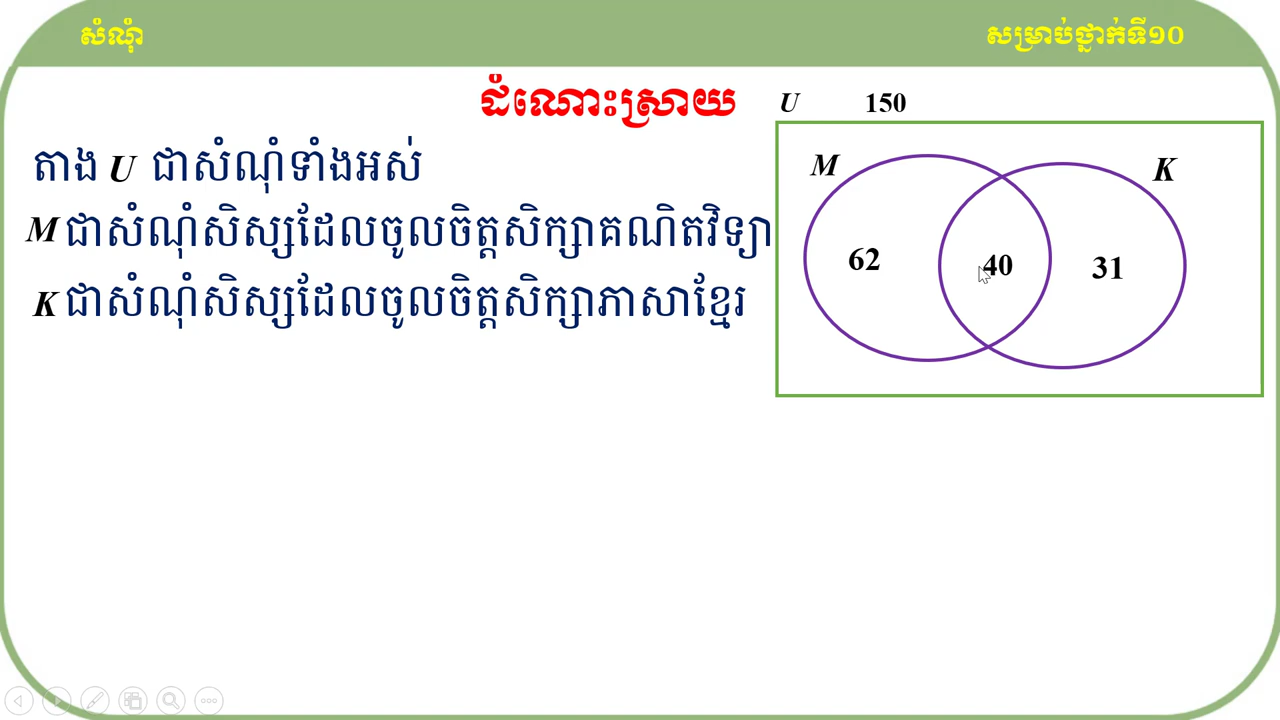 សំណុំ
សម្រាប់ថ្នាក់ទី១០
ដំណោះស្រាយ
U 150
តាង U ជាសំណុំទាំងអស់
M ជាសំណុំសិស្សដែលចូលចិត្តសិក្សាគណិតវិទ្យា
K ជាសំណុំសិស្សដែលចូលចិត្តសិក្សាភាសាខ្មែរ
M K
62 40 31